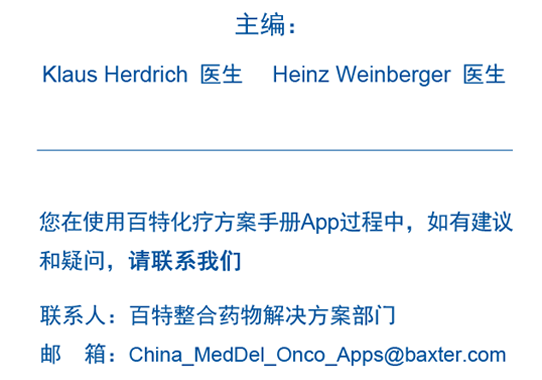 主编：
Klaus Herdrich 医生 Heinz Weinberger 医生
您在使用百特化疗方案手册App过程中，如有建议
和疑问，请联系我们
联系人：百特整合药物解决方案部门
邮 箱：China_MedDel_Onco_Apps@baxter.com